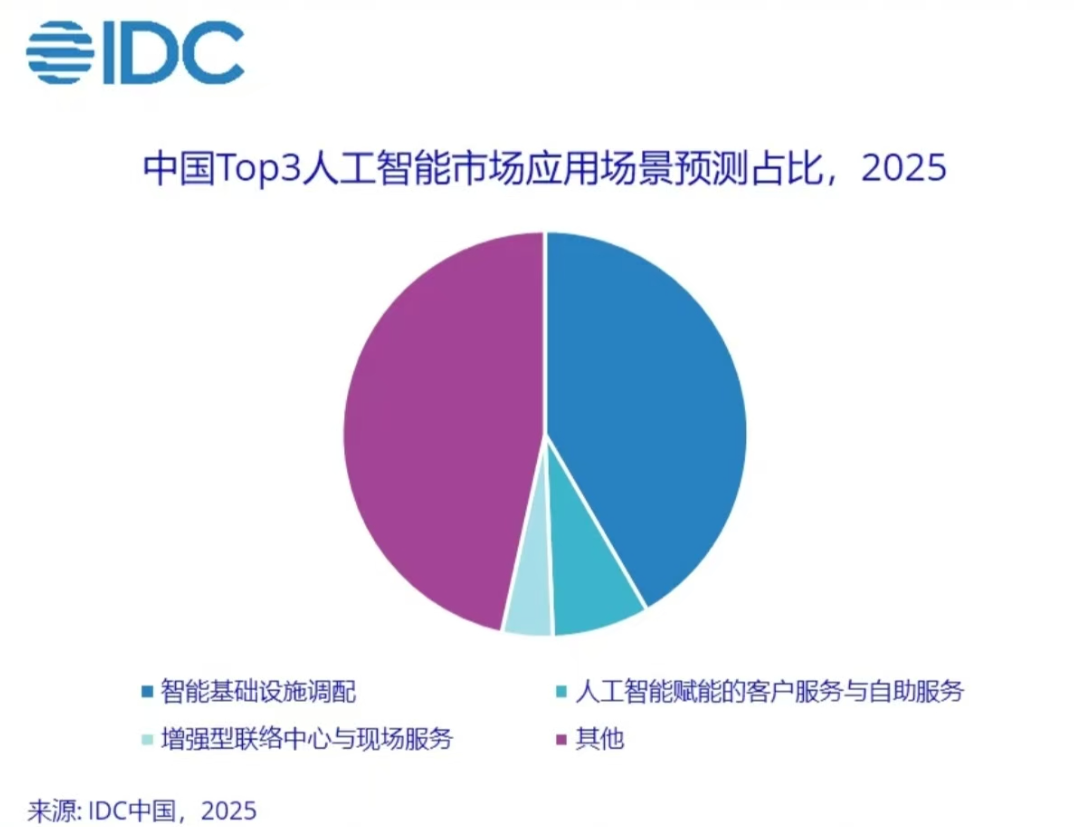 IDC
中国Top3人工智能市场应用场景预测占比，2025
智能基础设施调配
人工智能赋能的客户服务与自助服务
增强型联络中心与现场服务
其他
来源: IDC中国，2025